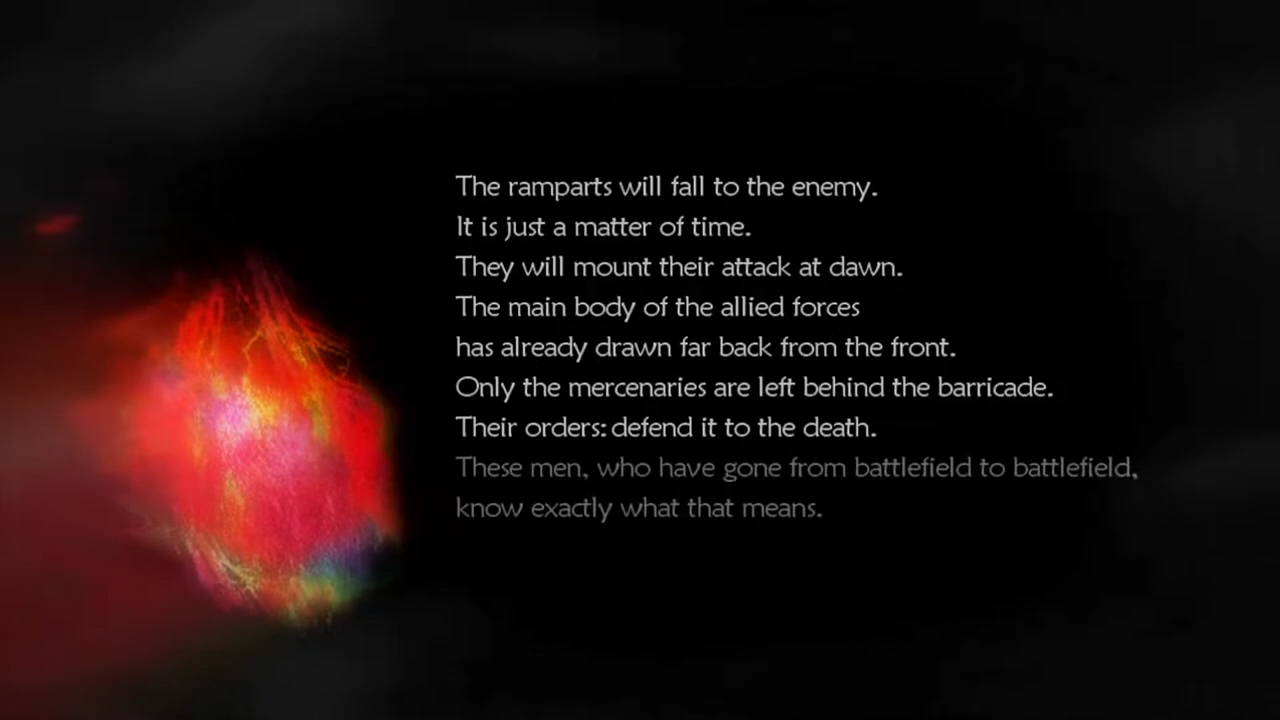 The ramparts will fall to the enemy.
It is just a matter of time.
They will mount their attack at dawn.
The main body of the allied forces
has already drawn far back from the front.
Only the mercenaries are left behind the barricade.
Their orders: defend it to the death.
These men, who have gone from battlefield to battlefield,
know exactly what that means.